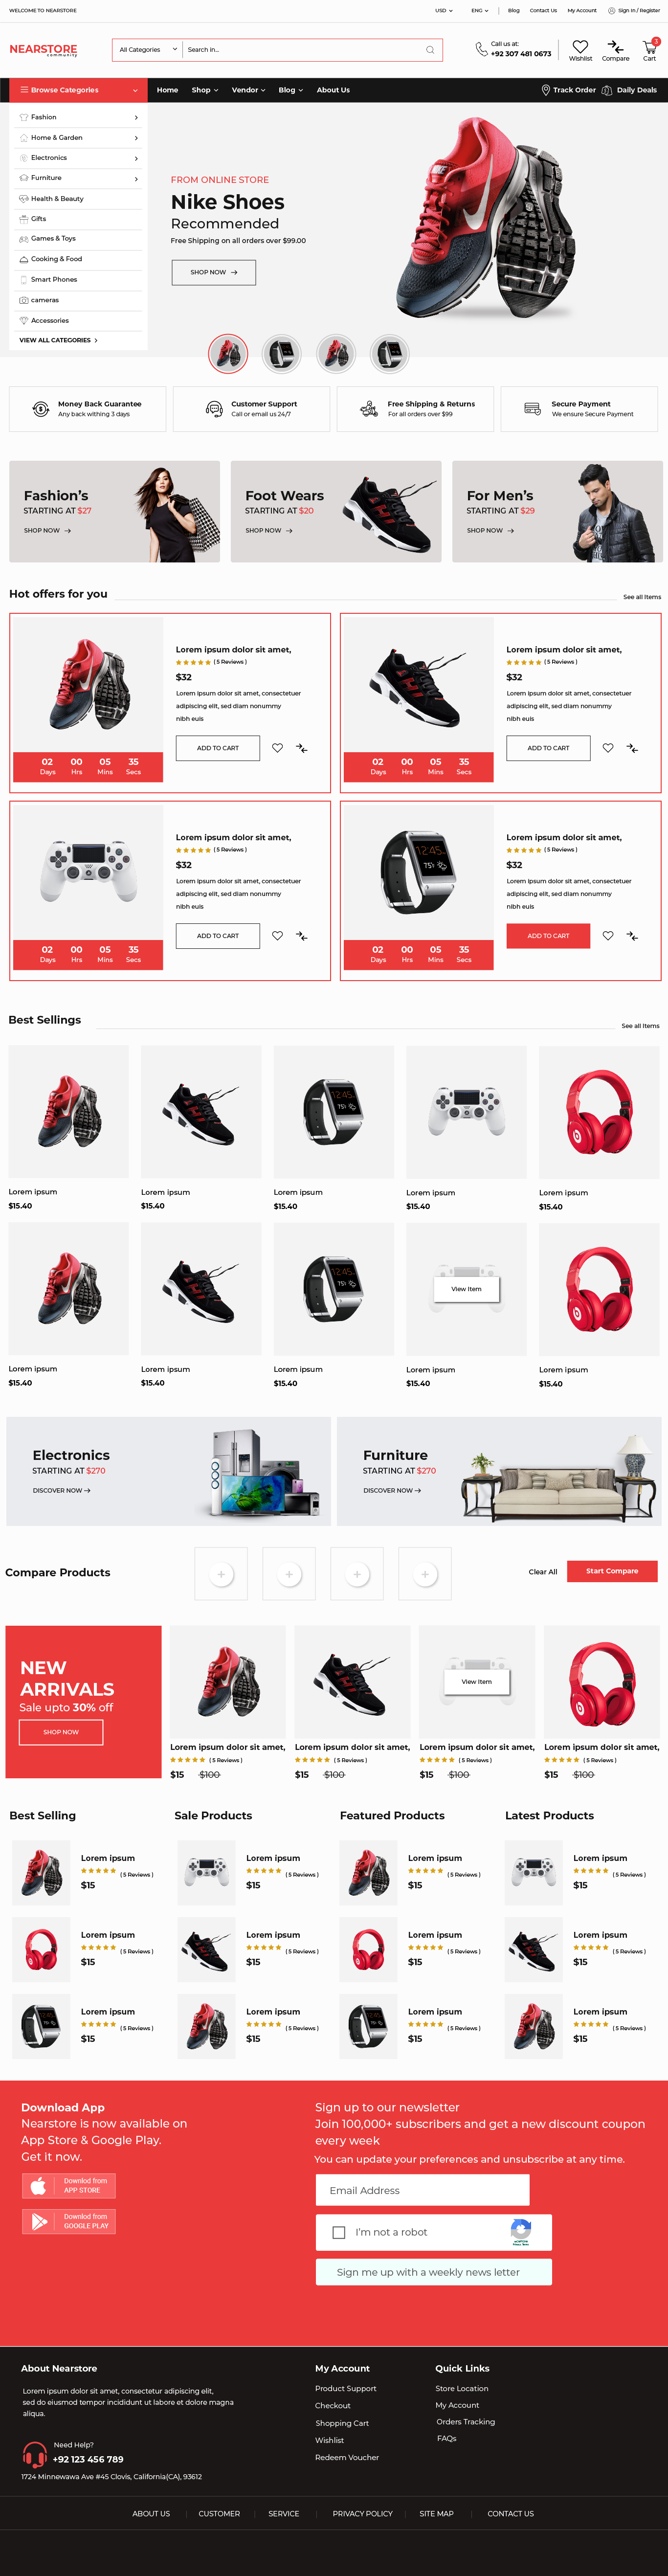 WELCOME TO NEARSTORE
USD
ENG
Blog
Contact Us
My Account
Sign In / Register
NEARSTORE
community
All Categories
Search in...
Call us at:
+92 307 481 0673
Wishlist
Compare
Cart
Browse Categories
Home
Shop
Vendor
Blog
About Us
Track Order
Daily Deals
Fashion
Home & Garden
Electronics
Furniture
Health & Beauty
Gifts
Games & Toys
Cooking & Food
Smart Phones
cameras
Accessories
VIEW ALL CATEGORIES
FROM ONLINE STORE
Nike Shoes
Recommended
Free Shipping on all orders over $99.00
SHOP NOW
Money Back Guarantee
Any back withing 3 days
Customer Support
Call or email us 24/7
Free Shipping & Returns
For all orders over $99
Secure Payment
We ensure Secure Payment
Fashion's
STARTING AT $27
SHOP NOW
Foot Wears
STARTING AT $20
SHOP NOW
For Men's
STARTING AT $29
SHOP NOW
Hot offers for you
See all Items
Lorem ipsum dolor sit amet,
( 5 Reviews )
$32
Lorem ipsum dolor sit amet, consectetuer
adipiscing elit, sed diam nonummy
nibh euis
ADD TO CART
02 00 05 35
Days Hrs Mins Secs
Lorem ipsum dolor sit amet,
( 5 Reviews )
$32
Lorem ipsum dolor sit amet, consectetuer
adipiscing elit, sed diam nonummy
nibh euis
ADD TO CART
02 00 05 35
Days Hrs Mins Secs
Lorem ipsum dolor sit amet,
( 5 Reviews )
$32
Lorem ipsum dolor sit amet, consectetuer
adipiscing elit, sed diam nonummy
nibh euis
ADD TO CART
02 00 05 35
Days Hrs Mins Secs
12:45
75°
Lorem ipsum dolor sit amet,
( 5 Reviews )
$32
Lorem ipsum dolor sit amet, consectetuer
adipiscing elit, sed diam nonummy
nibh euis
ADD TO CART
02 00 05 35
Days Hrs Mins Secs
Best Sellings
See all Items
12:45
75°
Lorem ipsum
$15.40
Lorem ipsum
$15.40
Lorem ipsum
$15.40
Lorem ipsum
$15.40
Lorem ipsum
$15.40
12:45
75°
View Item
Lorem ipsum
$15.40
Lorem ipsum
$15.40
Lorem ipsum
$15.40
Lorem ipsum
$15.40
Lorem ipsum
$15.40
Electronics
STARTING AT $270
DISCOVER NOW
Furniture
STARTING AT $270
DISCOVER NOW
Compare Products
Clear All
Start Compare
NEW
ARRIVALS
Sale upto 30% off
SHOP NOW
Lorem ipsum dolor sit amet,
( 5 Reviews )
$15 $100
Lorem ipsum dolor sit amet,
( 5 Reviews )
$15 $100
View Item
Lorem ipsum dolor sit amet,
( 5 Reviews )
$15 $100
Lorem ipsum dolor sit amet,
( 5 Reviews )
$15 $100
Best Selling
Lorem ipsum
( 5 Reviews )
$15
Lorem ipsum
( 5 Reviews )
$15
Lorem ipsum
( 5 Reviews )
$15
Sale Products
Lorem ipsum
( 5 Reviews )
$15
Lorem ipsum
( 5 Reviews )
$15
Lorem ipsum
( 5 Reviews )
$15
Featured Products
Lorem ipsum
( 5 Reviews )
$15
Lorem ipsum
( 5 Reviews )
$15
Lorem ipsum
( 5 Reviews )
$15
Latest Products
Lorem ipsum
( 5 Reviews )
$15
Lorem ipsum
( 5 Reviews )
$15
Lorem ipsum
( 5 Reviews )
$15
Download App
Nearstore is now available on
App Store & Google Play.
Get it now.
Downlod from
APP STORE
Downlod from
GOOGLE PLAY
Sign up to our newsletter
Join 100,000+ subscribers and get a new discount coupon
every week
You can update your preferences and unsubscribe at any time.
Email Address
I'm not a robot
Sign me up with a weekly news letter
About Nearstore
Lorem ipsum dolor sit amet, consectetur adipiscing elit,
sed do eiusmod tempor incididunt ut labore et dolore magna
aliqua.
Need Help?
+92 123 456 789
1724 Minnewawa Ave #45 Clovis, California(CA), 93612
My Account
Product Support
Checkout
Shopping Cart
Wishlist
Redeem Voucher
Quick Links
Store Location
My Account
Orders Tracking
FAQs
ABOUT US
CUSTOMER
SERVICE
PRIVACY POLICY
SITE MAP
CONTACT US